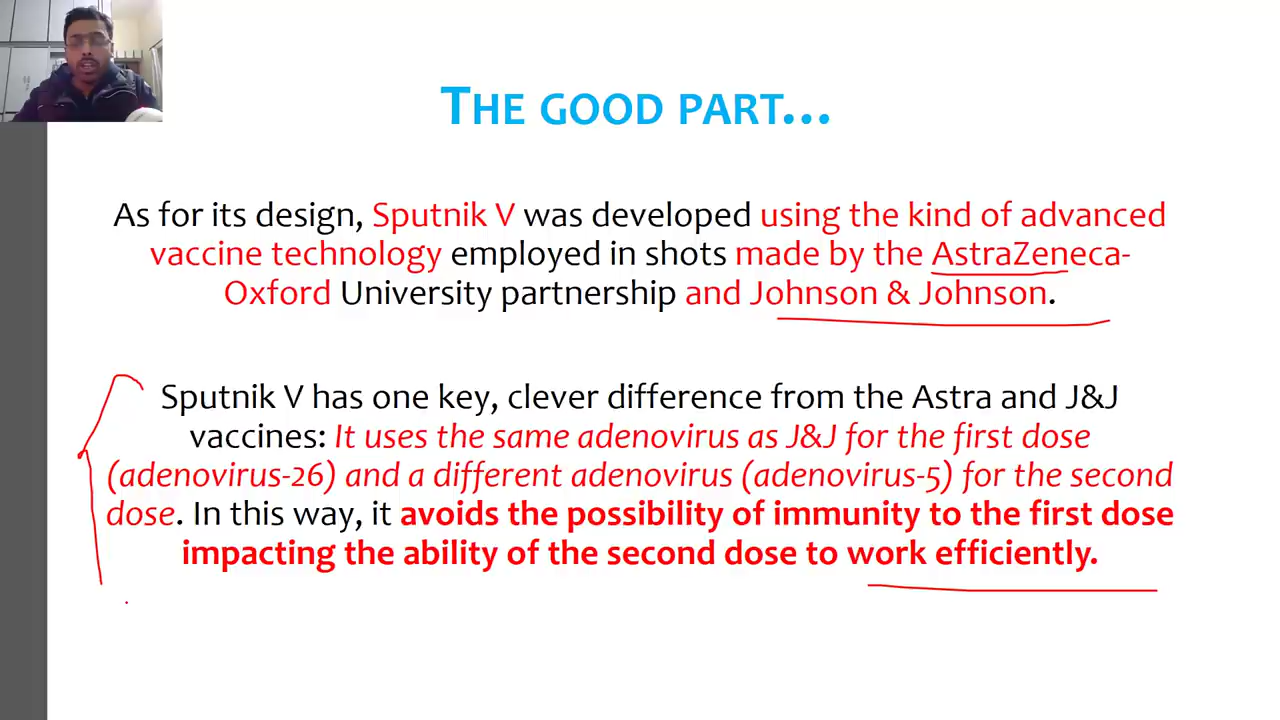 THE GOOD PART...
As for its design, Sputnik V was developed using the kind of advanced
vaccine technology employed in shots made by the AstraZeneca-
Oxford University partnership and Johnson & Johnson.
Sputnik V has one key, clever difference from the Astra and J&J
vaccines: It uses the same adenovirus as J&J for the first dose
(adenovirus-26) and a different adenovirus (adenovirus-5) for the second
dose. In this way, it avoids the possibility of immunity to the first dose
impacting the ability of the second dose to work efficiently.